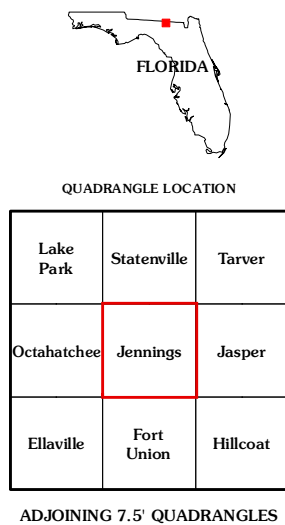 FLORIDA
QUADRANGLE LOCATION
Lake
Park
Statenville
Tarver
Octahatchee
Jennings
Jasper
Ellaville
Fort
Union
Hillcoat
ADJOINING 7.5' QUADRANGLES